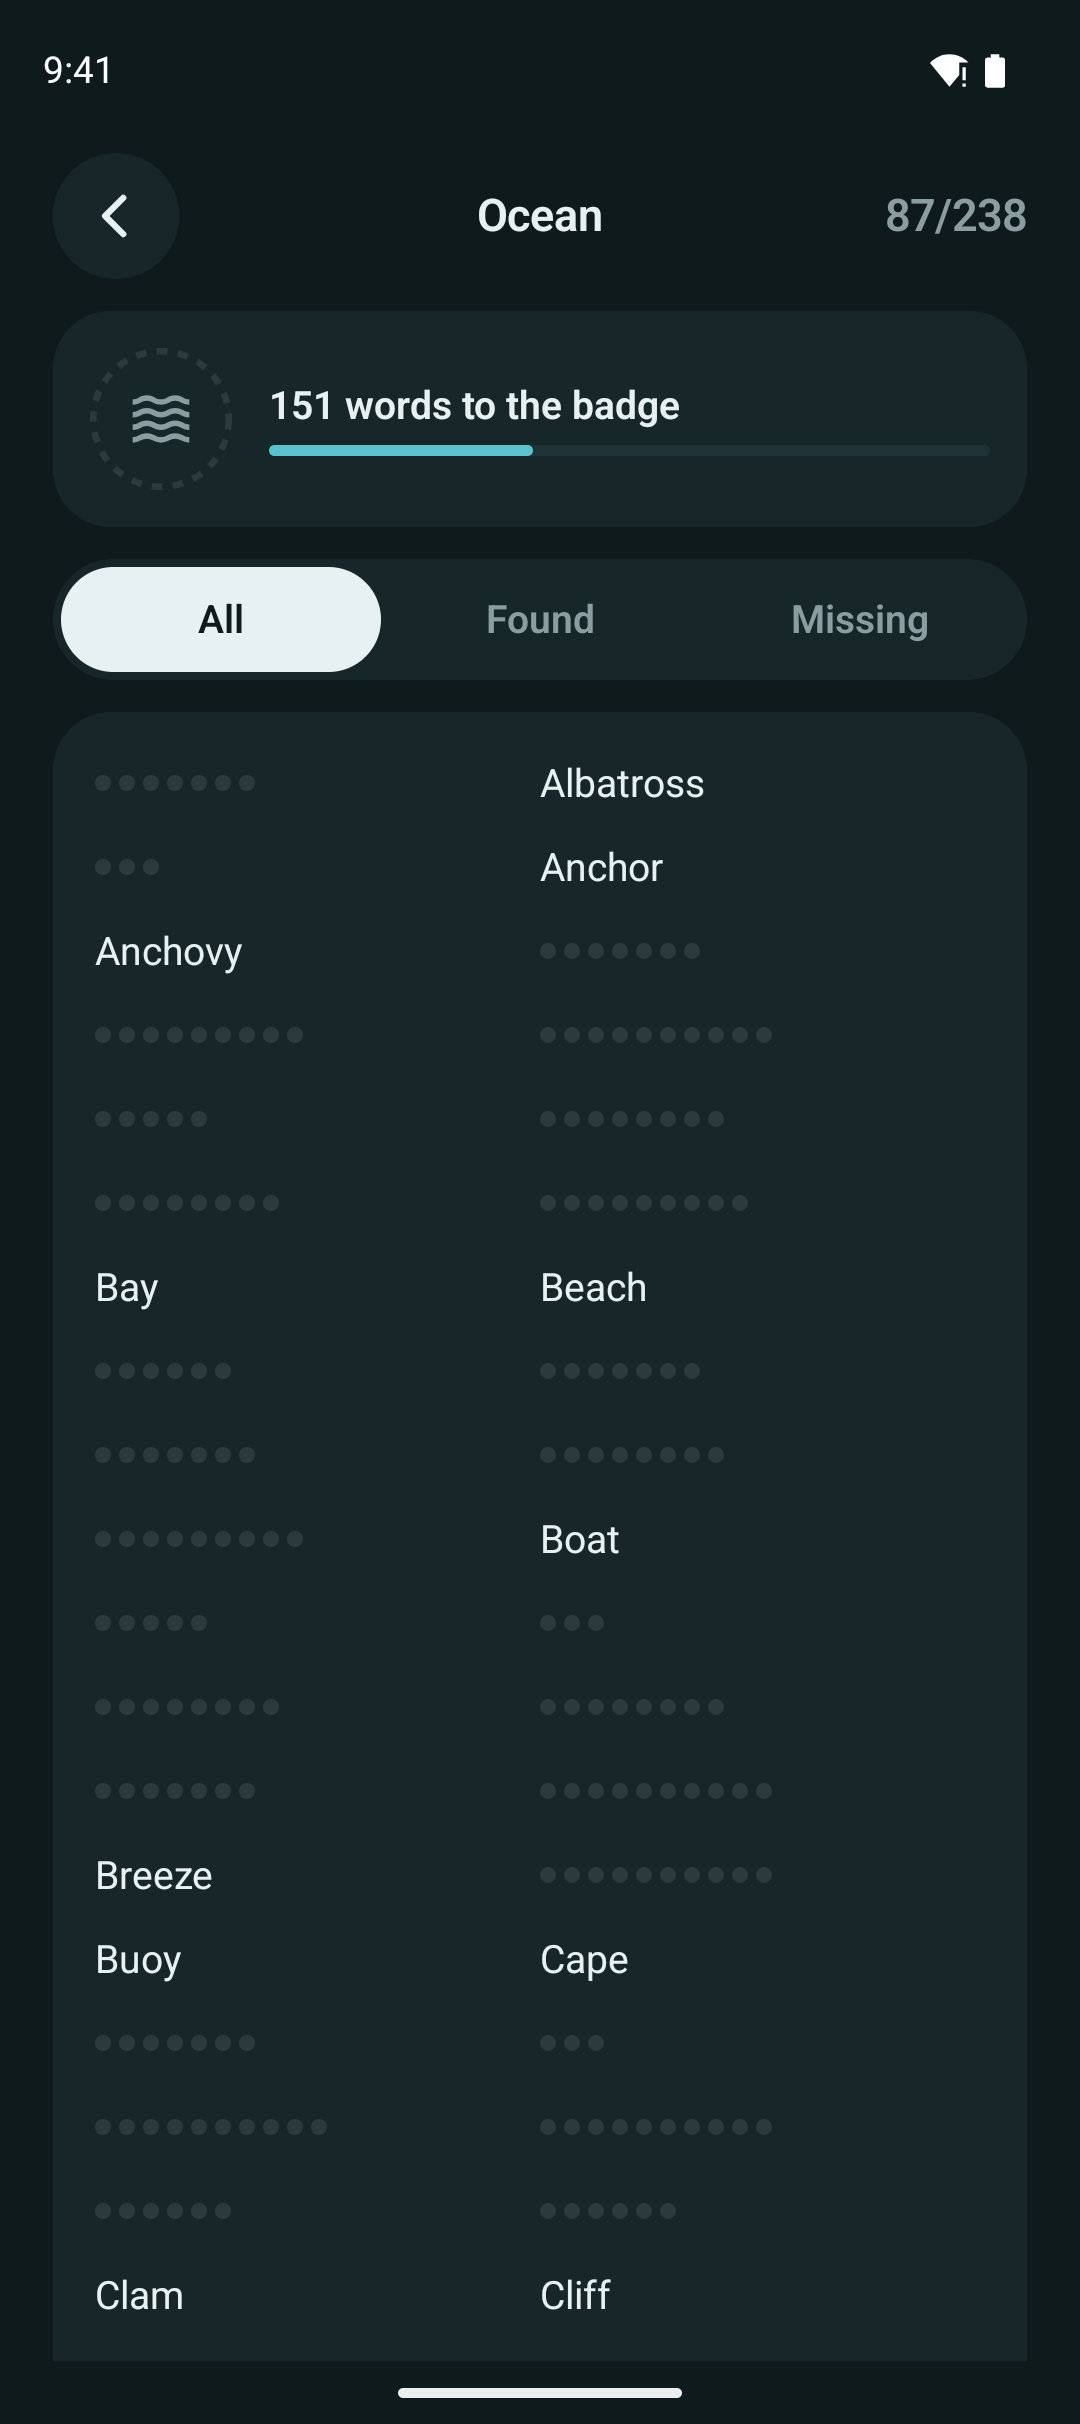 9:41
Ocean
87/238
151 words to the badge
All
Found
Missing
Albatross
Anchor
Anchovy
Bay
Beach
Boat
Breeze
Buoy
Cape
Clam
Cliff